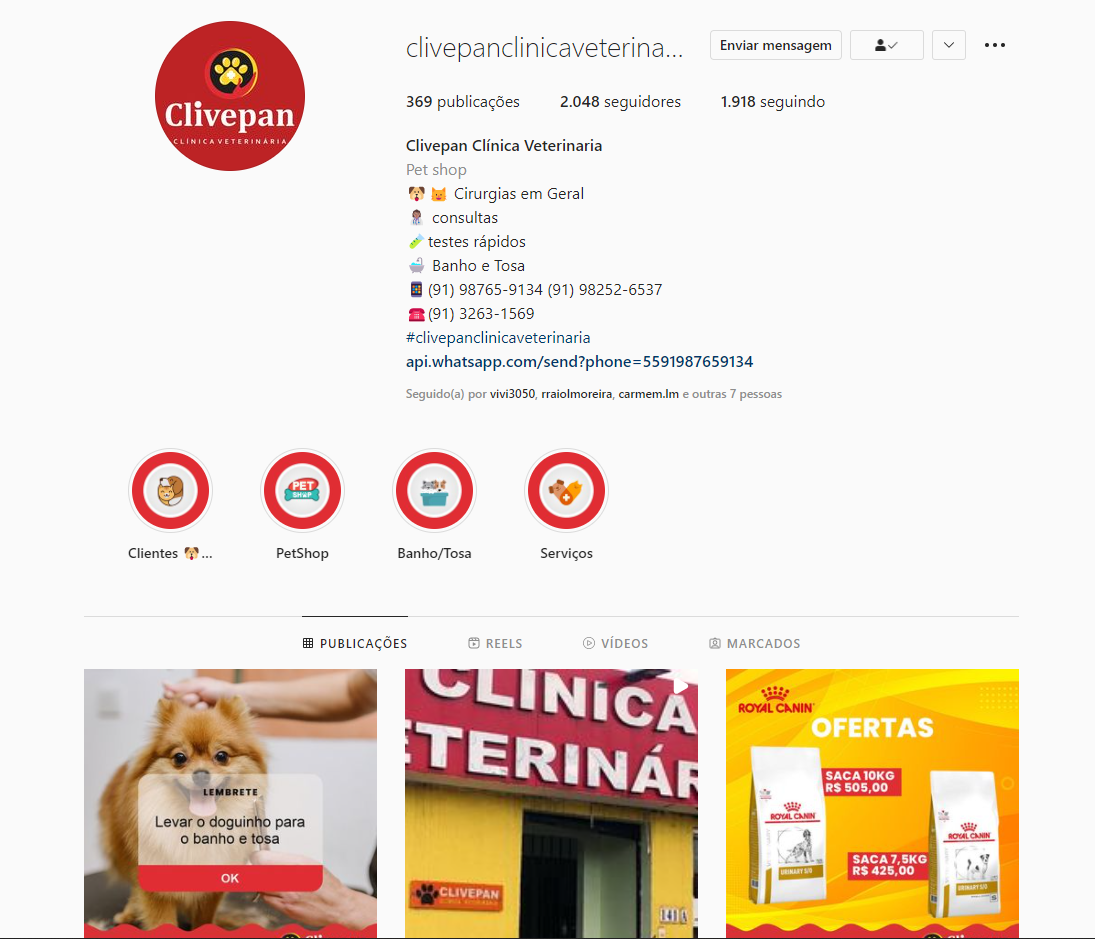 Clivepan
CLÍNICA VETERINÁRIA
clivepanclinicaveterina...
Enviar mensagem
369 publicações
2.048 seguidores
1.918 seguindo
Clivepan Clínica Veterinaria
Pet shop
Cirurgias em Geral
consultas
testes rápidos
Banho e Tosa
(91) 98765-9134 (91) 98252-6537
(91) 3263-1569
#clivepanclinicaveterinaria
api.whatsapp.com/send?phone=5591987659134
Seguido(a) por vivi3050, rraiolmoreira, carmem.lm e outras 7 pessoas
PET
SHOP
Clientes ...
PetShop
Banho/Tosa
Serviços
PUBLICAÇÕES
REELS
VÍDEOS
MARCADOS
LEMBRETE
Levar o doguinho para
o banho e tosa
OK
CLÍNICA
ETERINÁR
CLIVEPAN
CLÍNICA VETERINÁRIA
141 A
ROYAL CANIN
OFERTAS
SACA 10KG
R$ 505,00
ROYAL CANIN
URINARY S/O
SACA 7,5KG
R$ 425,00
ROYAL CANIN
URINARY S/O